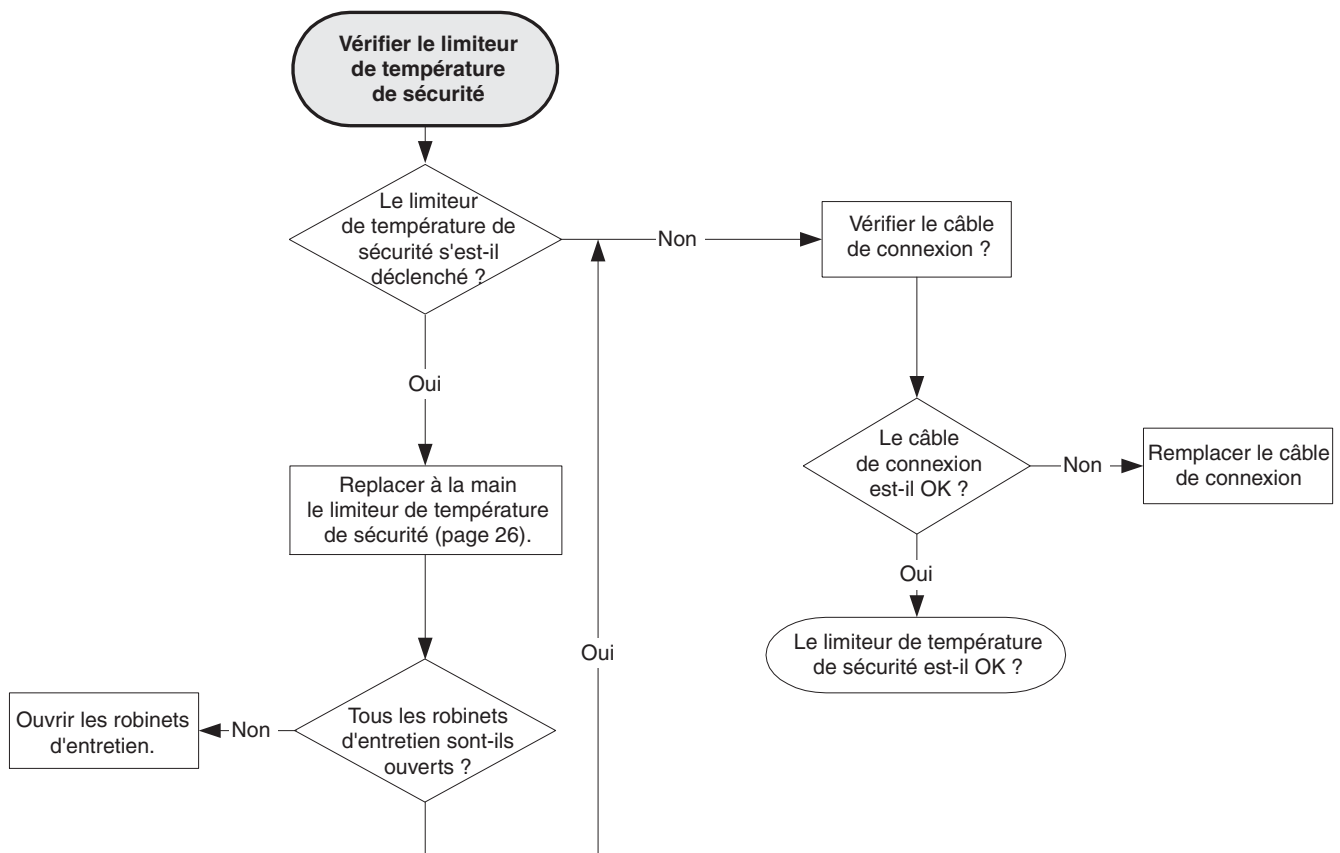 Vérifier le limiteur
de température
de sécurité
Le limiteur
de température de
sécurité s'est-il
déclenché ?
Non
Vérifier le câble
de connexion ?
Oui
Le câble
de connexion
est-il OK ?
Non
Remplacer le câble
de connexion
Replacer à la main
le limiteur de température
de sécurité (page 26).
Oui
Oui
Le limiteur de température
de sécurité est-il OK ?
Ouvrir les robinets
d'entretien.
Non
Tous les robinets
d'entretien sont-ils
ouverts ?